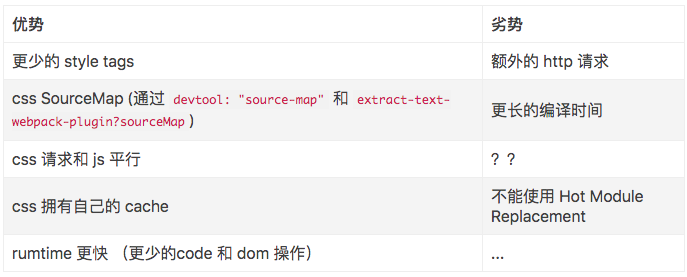 优势 劣势
更少的 style tags 额外的 http 请求
css SourceMap (通过 devtool: "source-map" 和 extract-text-
webpack-plugin?sourceMap ) 更长的编译时间
css 请求和 js 平行 ？？
css 拥有自己的 cache 不能使用 Hot Module
Replacement
rumtime 更快 （更少的code 和 dom 操作） ...